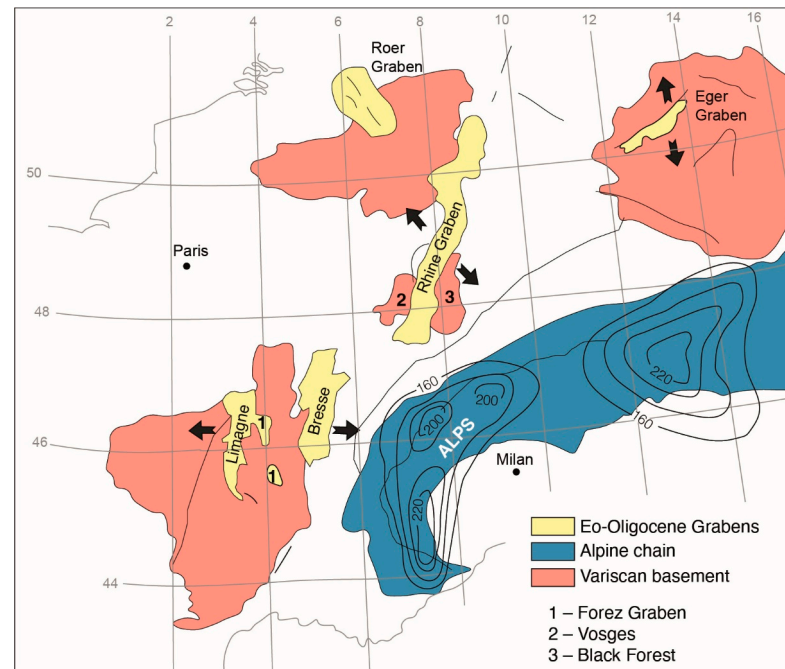 2
4
6
8
10
12
14
16
Roer
Graben
Eger
Graben
50
Paris
Rhine Graben
2
3
48
160
220
200
160
Limagne
1
Bresse
200
ALPS
46
Milan
1
220
44
Eo-Oligocene Grabens
Alpine chain
Variscan basement
1 – Forez Graben
2 – Vosges
3 – Black Forest